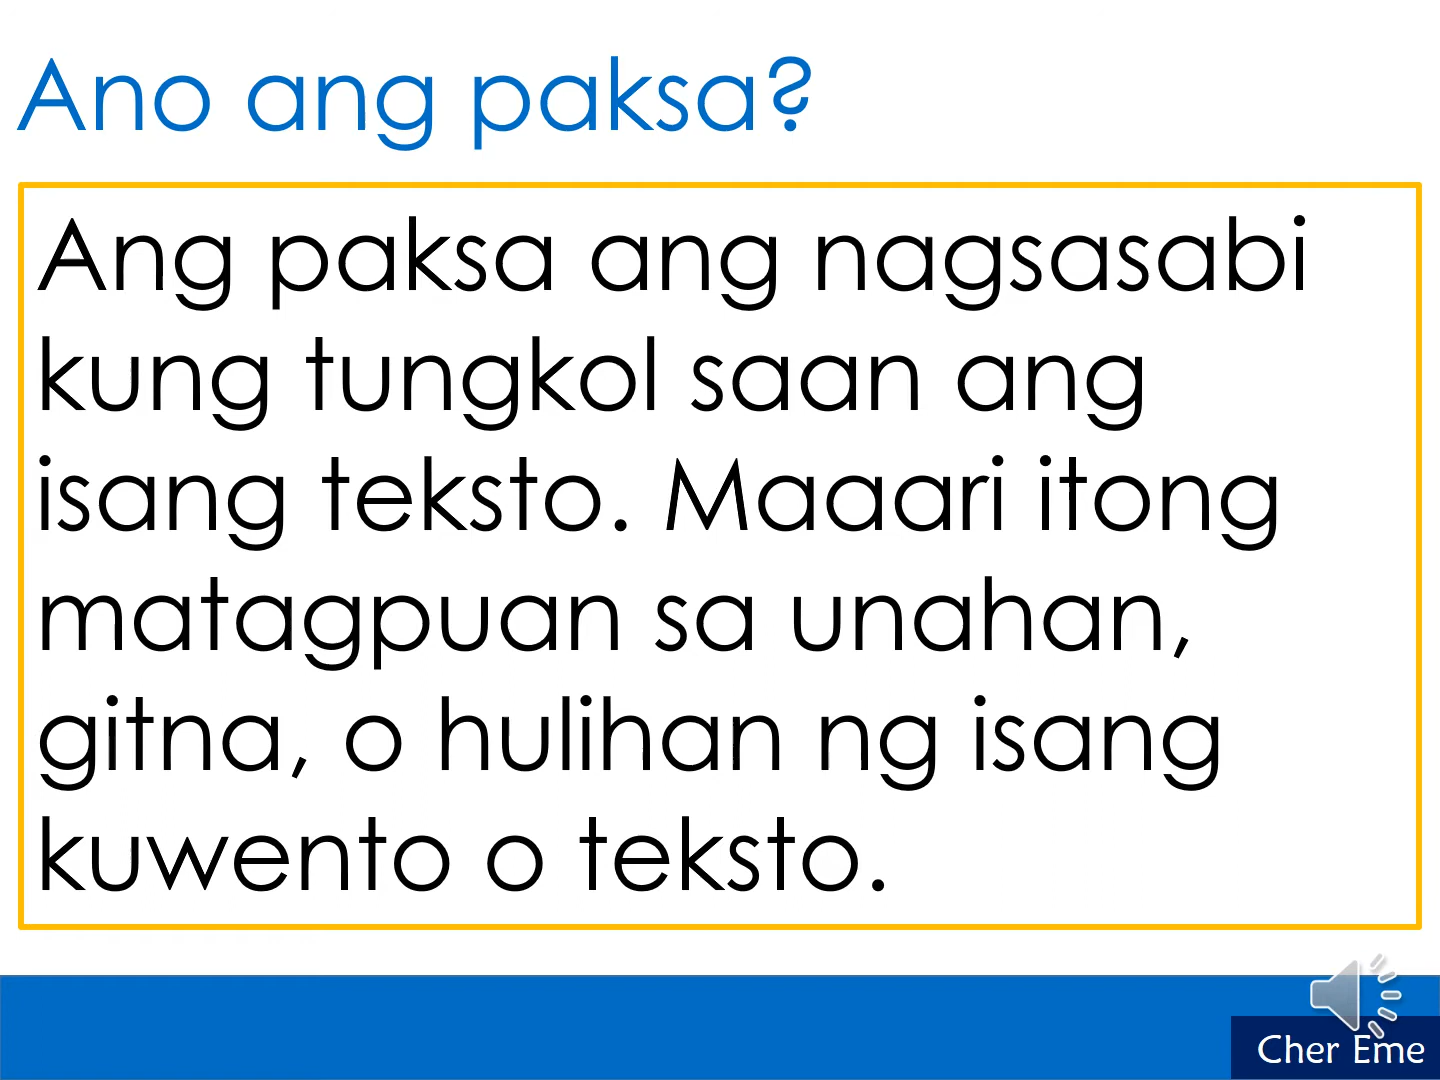 Ano ang paksa?
Ang paksa ang nagsasabi
kung tungkol saan ang
isang teksto. Maaari itong
matagpuan sa unahan,
gitna, o hulihan ng isang
kuwento o teksto.
Cher Eme